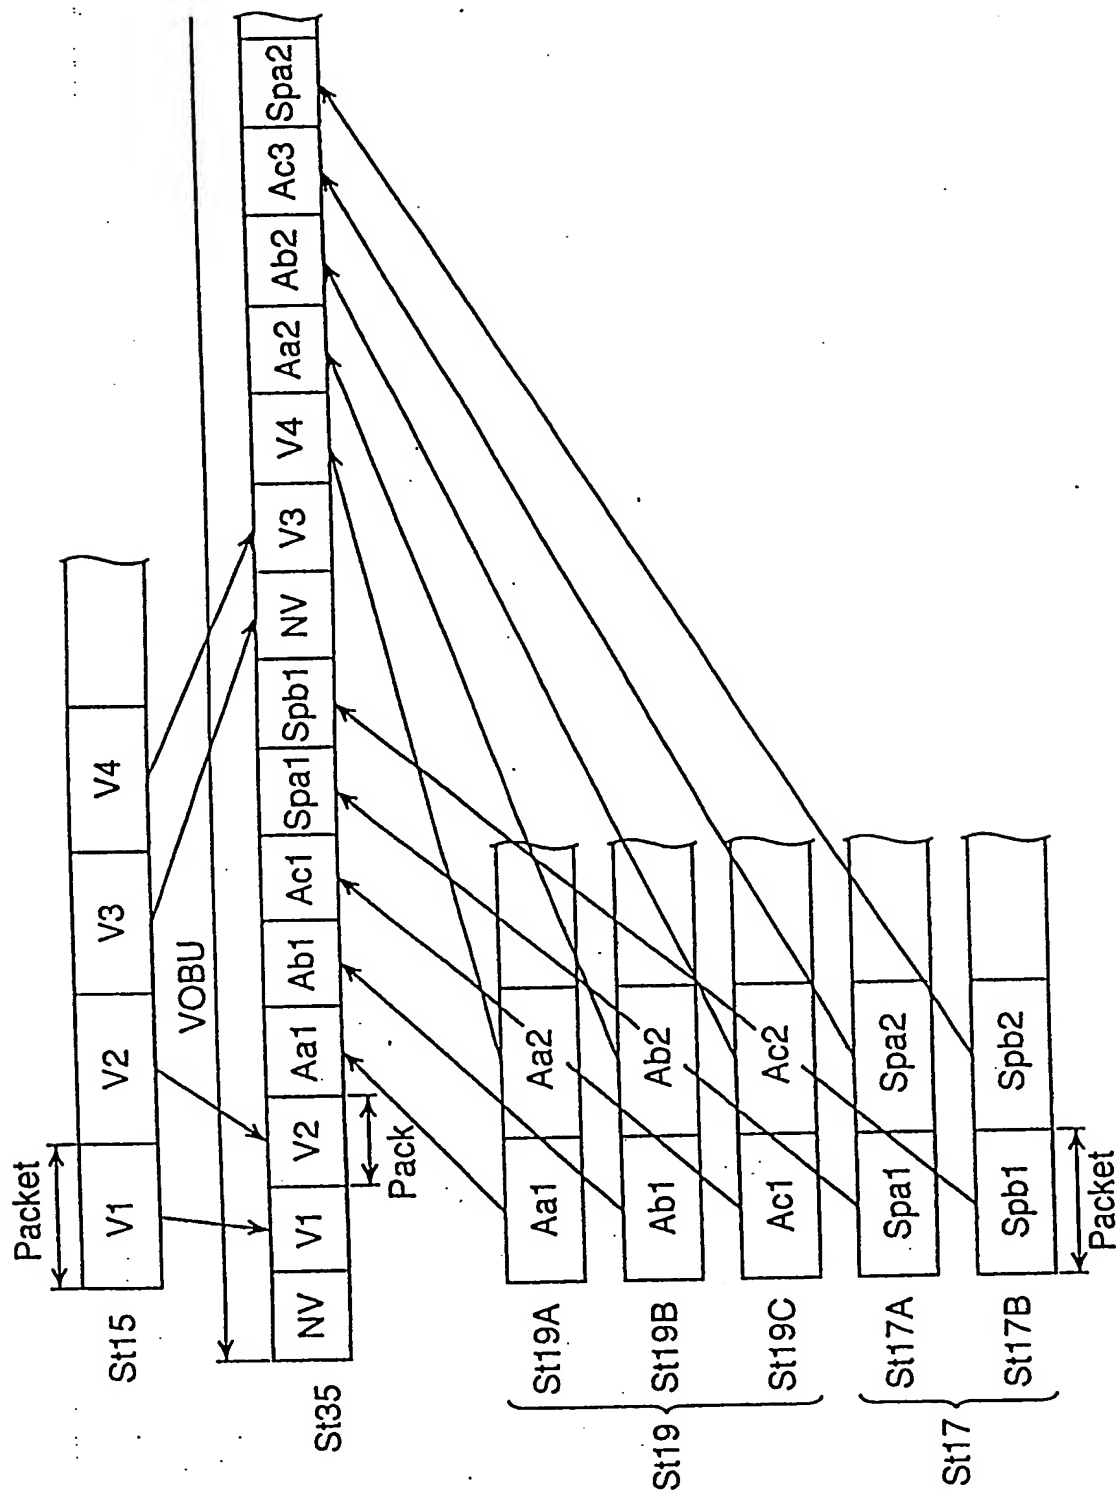 Packet
St15
V1
V2
V3
V4
VOBU
St35
NV
V1
V2
Aa1
Ab1
Ac1
Spa1
Spb1
NV
V3
V4
Aa2
Ab2
Ac3
Spa2
Pack
St19
St19A
Aa1
Aa2
St19B
Ab1
Ab2
St19C
Ac1
Ac2
St17
St17A
Spa1
Spa2
St17B
Spb1
Spb2
Packet